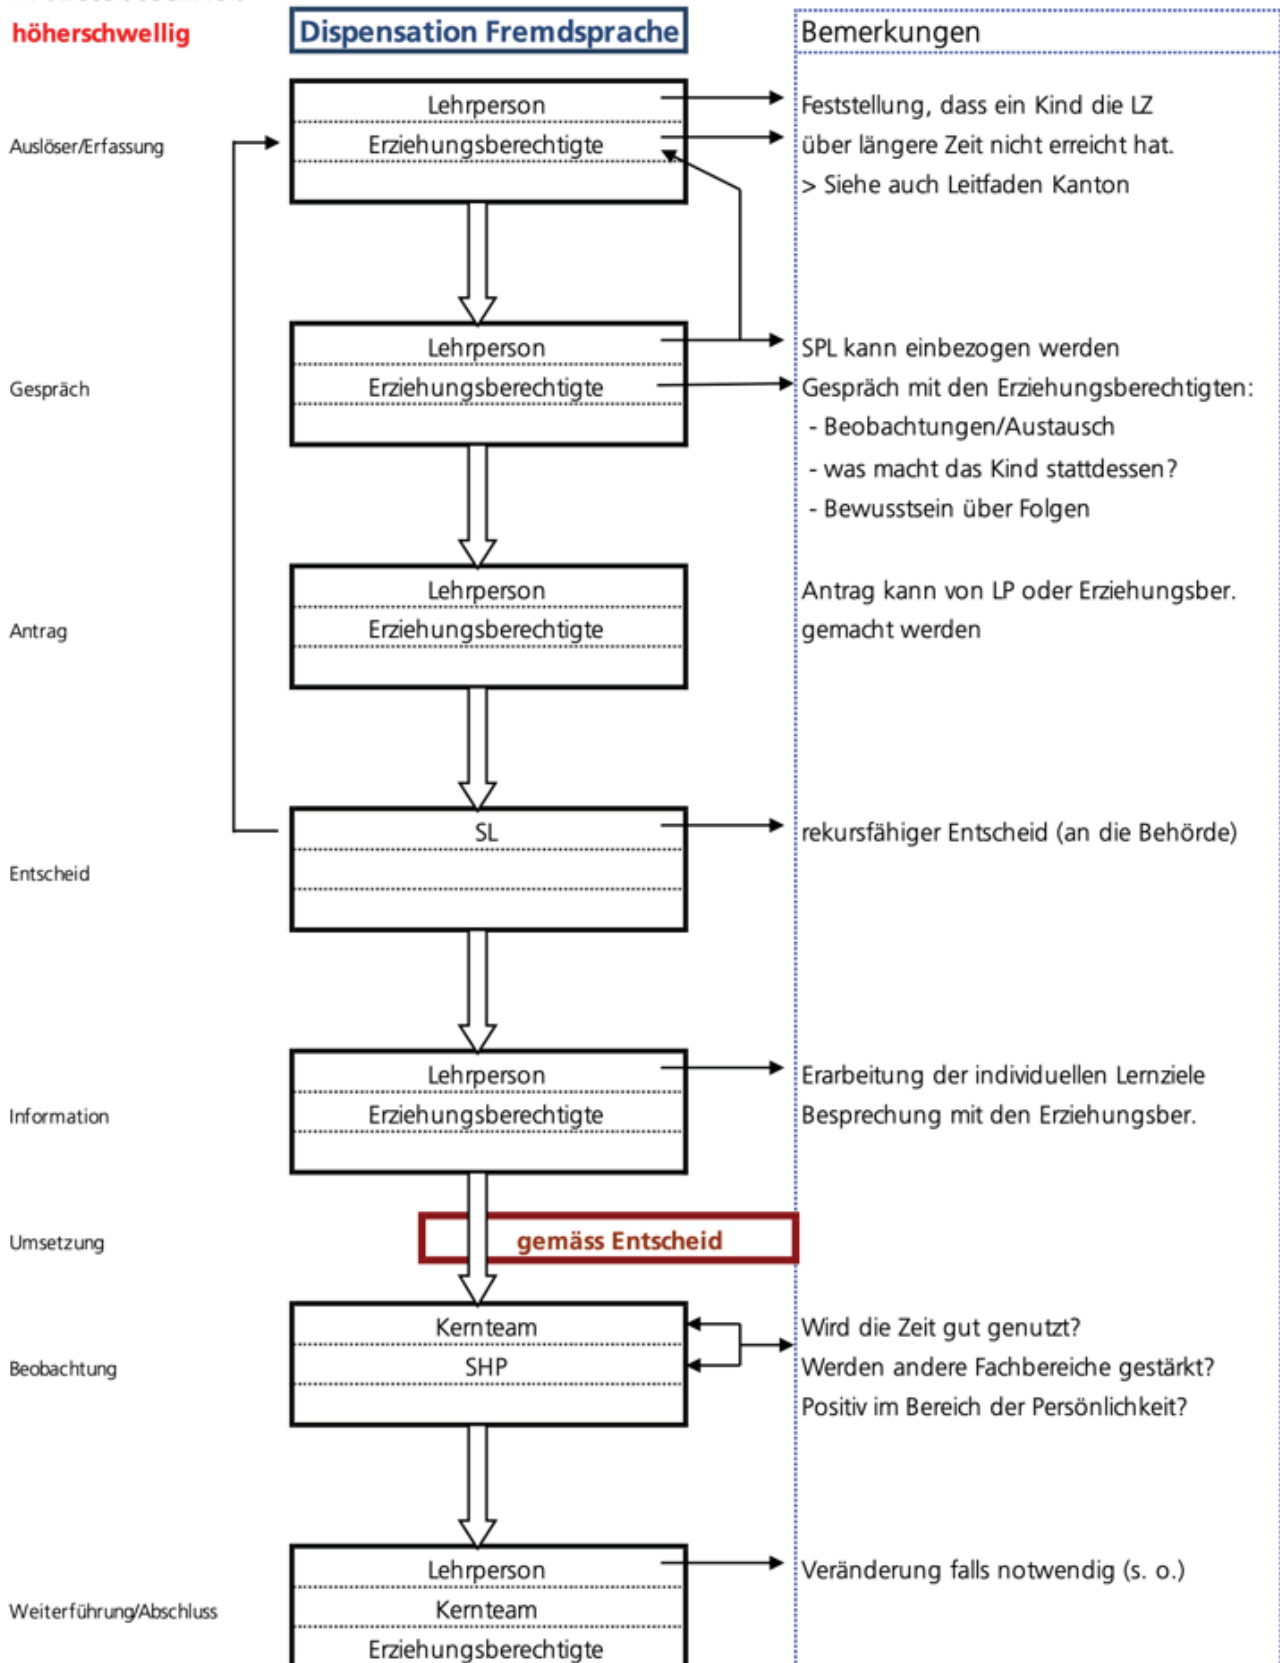 höherschwellig
Dispensation Fremdsprache
Bemerkungen
Auslöser/Erfassung
Lehrperson
Erziehungsberechtigte
Feststellung, dass ein Kind die LZ
über längere Zeit nicht erreicht hat.
> Siehe auch Leitfaden Kanton
Gespräch
Lehrperson
Erziehungsberechtigte
SPL kann einbezogen werden
Gespräch mit den Erziehungsberechtigten:
- Beobachtungen/Austausch
- was macht das Kind stattdessen?
- Bewusstsein über Folgen
Antrag
Lehrperson
Erziehungsberechtigte
Antrag kann von LP oder Erziehungsber.
gemacht werden
Entscheid
SL
rekursfähiger Entscheid (an die Behörde)
Information
Lehrperson
Erziehungsberechtigte
Erarbeitung der individuellen Lernziele
Besprechung mit den Erziehungsber.
Umsetzung
gemäss Entscheid
Beobachtung
Kernteam
SHP
Wird die Zeit gut genutzt?
Werden andere Fachbereiche gestärkt?
Positiv im Bereich der Persönlichkeit?
Weiterführung/Abschluss
Lehrperson
Kernteam
Erziehungsberechtigte
Veränderung falls notwendig (s. o.)